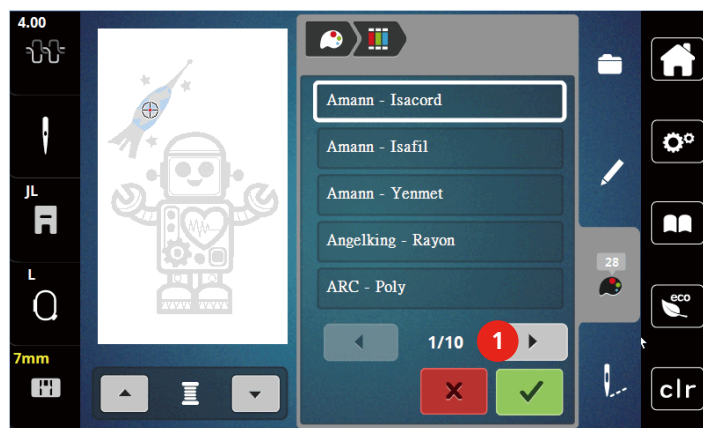 4.00
JL
L
7mm
Amann - Isacord
Amann - Isafil
Amann - Yenmet
Angelking - Rayon
ARC - Poly
1/10
1
28
eco
clr